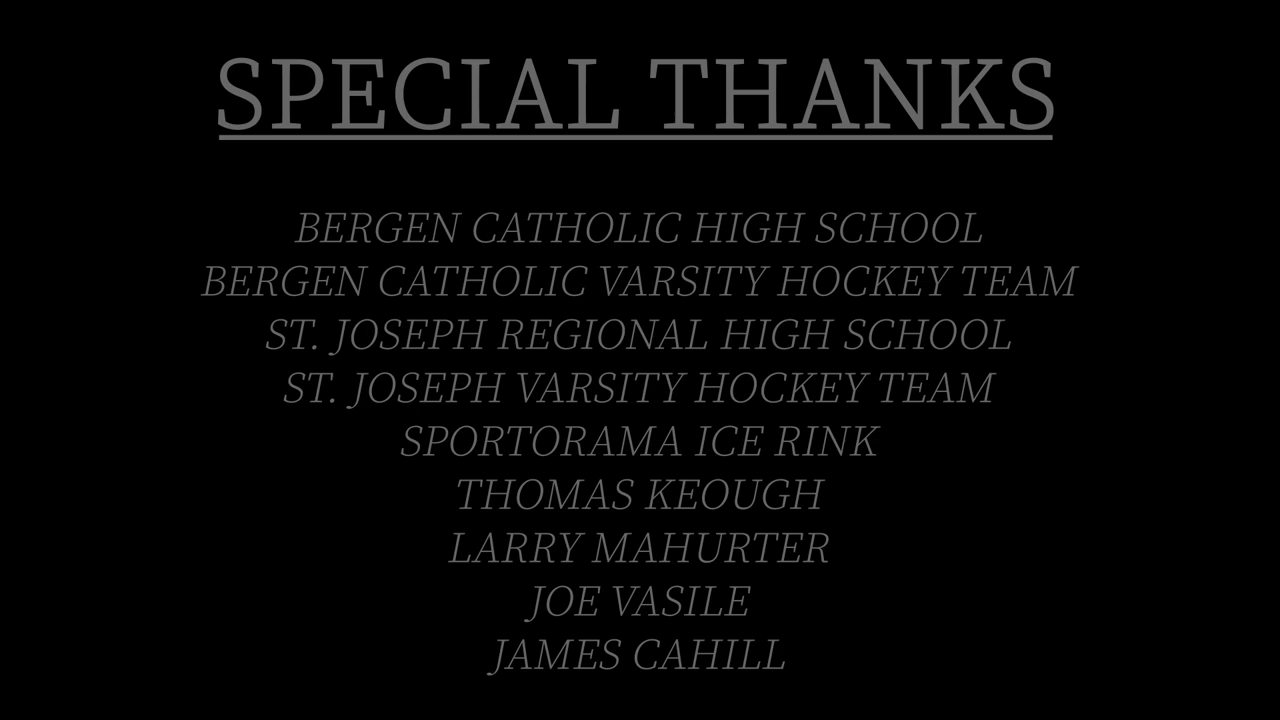 SPECIAL THANKS
BERGEN CATHOLIC HIGH SCHOOL
BERGEN CATHOLIC VARSITY HOCKEY TEAM
ST. JOSEPH REGIONAL HIGH SCHOOL
ST. JOSEPH VARSITY HOCKEY TEAM
SPORTORAMA ICE RINK
THOMAS KEOUGH
LARRY MAHURTER
JOE VASILE
JAMES CAHILL